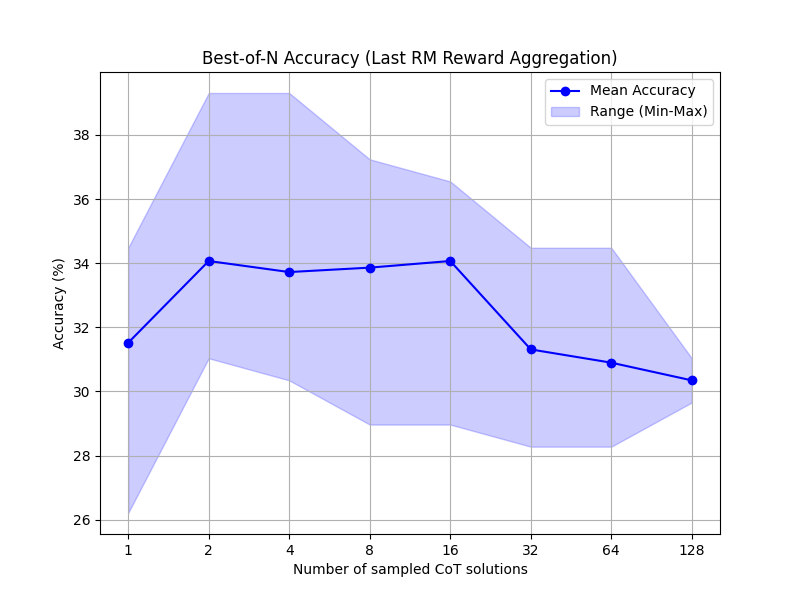 Best-of-N Accuracy (Last RM Reward Aggregation)
Mean Accuracy
Range (Min-Max)
Accuracy (%)
38
36
34
32
30
28
26
1 2 4 8 16 32 64 128
Number of sampled CoT solutions